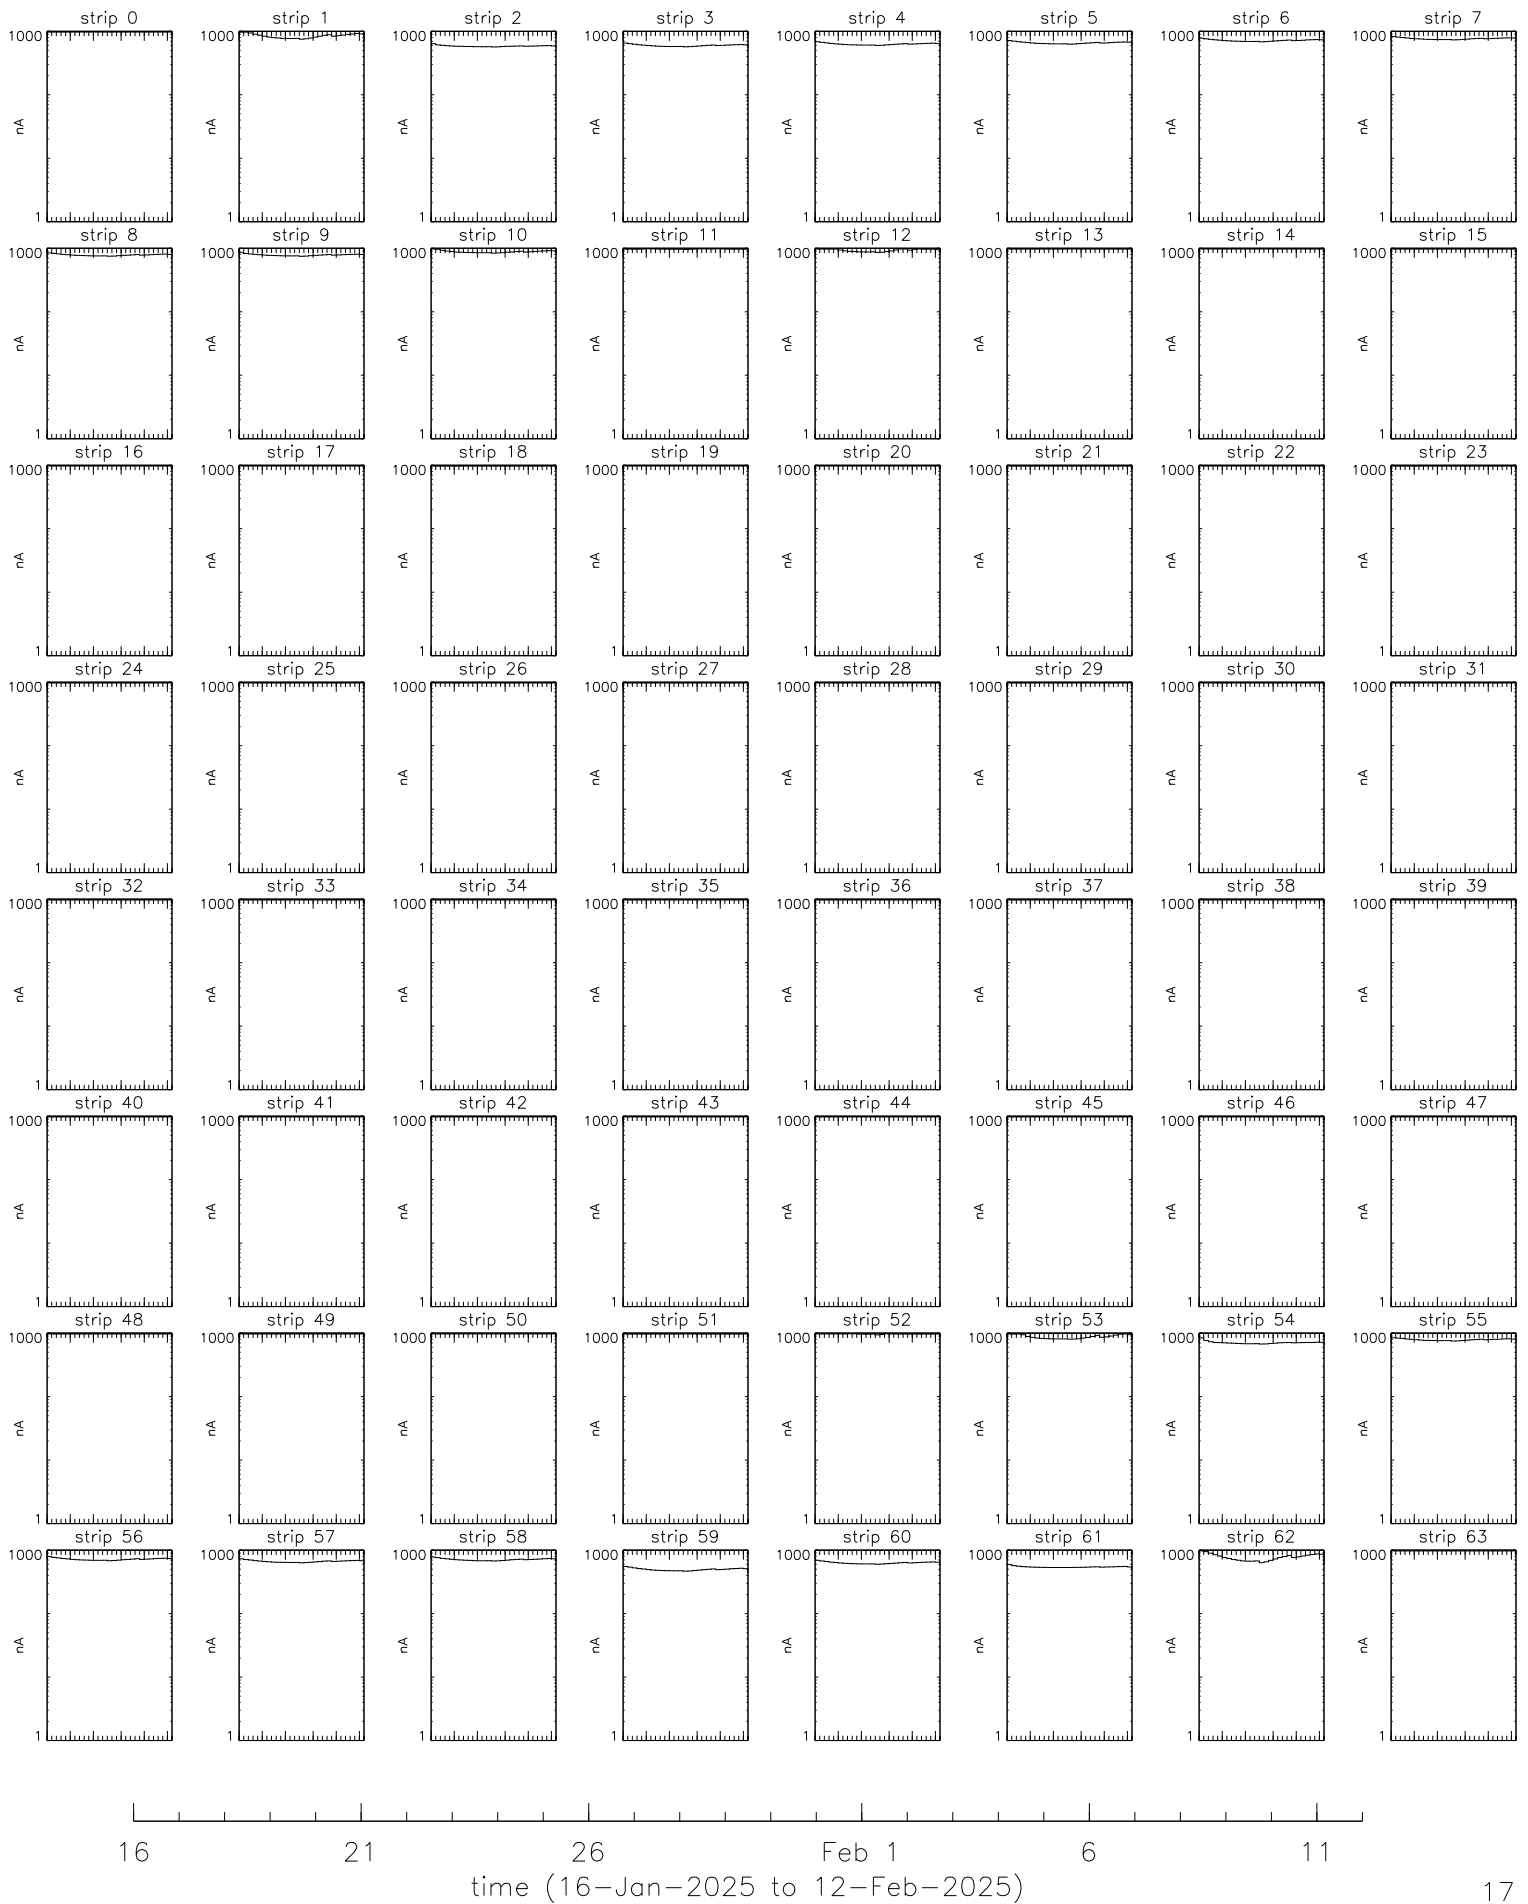 strip 0 strip 1 strip 2 strip 3 strip 4 strip 5 strip 6 strip 7
1000 1000 1000 1000 1000 1000 1000 1000
nA nA nA nA nA nA nA nA
1 1 1 1 1 1 1 1
strip 8 strip 9 strip 10 strip 11 strip 12 strip 13 strip 14 strip 15
1000 1000 1000 1000 1000 1000 1000 1000
nA nA nA nA nA nA nA nA
1 1 1 1 1 1 1 1
strip 16 strip 17 strip 18 strip 19 strip 20 strip 21 strip 22 strip 23
1000 1000 1000 1000 1000 1000 1000 1000
nA nA nA nA nA nA nA nA
1 1 1 1 1 1 1 1
strip 24 strip 25 strip 26 strip 27 strip 28 strip 29 strip 30 strip 31
1000 1000 1000 1000 1000 1000 1000 1000
nA nA nA nA nA nA nA nA
1 1 1 1 1 1 1 1
strip 32 strip 33 strip 34 strip 35 strip 36 strip 37 strip 38 strip 39
1000 1000 1000 1000 1000 1000 1000 1000
nA nA nA nA nA nA nA nA
1 1 1 1 1 1 1 1
strip 40 strip 41 strip 42 strip 43 strip 44 strip 45 strip 46 strip 47
1000 1000 1000 1000 1000 1000 1000 1000
nA nA nA nA nA nA nA nA
1 1 1 1 1 1 1 1
strip 48 strip 49 strip 50 strip 51 strip 52 strip 53 strip 54 strip 55
1000 1000 1000 1000 1000 1000 1000 1000
nA nA nA nA nA nA nA nA
1 1 1 1 1 1 1 1
strip 56 strip 57 strip 58 strip 59 strip 60 strip 61 strip 62 strip 63
1000 1000 1000 1000 1000 1000 1000 1000
nA nA nA nA nA nA nA nA
1 1 1 1 1 1 1 1
16 21 26 Feb 1 6 11
time (16-Jan-2025 to 12-Feb-2025)
17